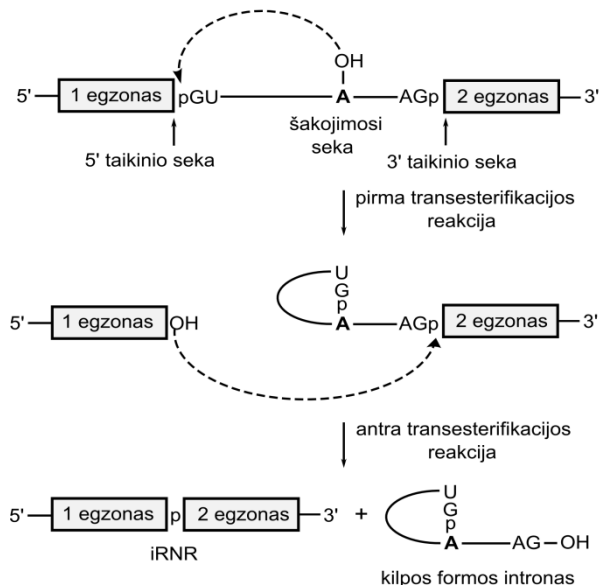 OH
5' 1 egzonas pGU A AGp 2 egzonas 3'
šakojimosi
seka
5' taikinio seka
3' taikinio seka
pirma transesterifikacijos
reakcija
U
G
p
5' 1 egzonas OH A AGp 2 egzonas 3'
antra transesterifikacijos
reakcija
U
G
p
5' 1 egzonas p 2 egzonas 3' + A AG OH
iRNR
kilpos formos intronas